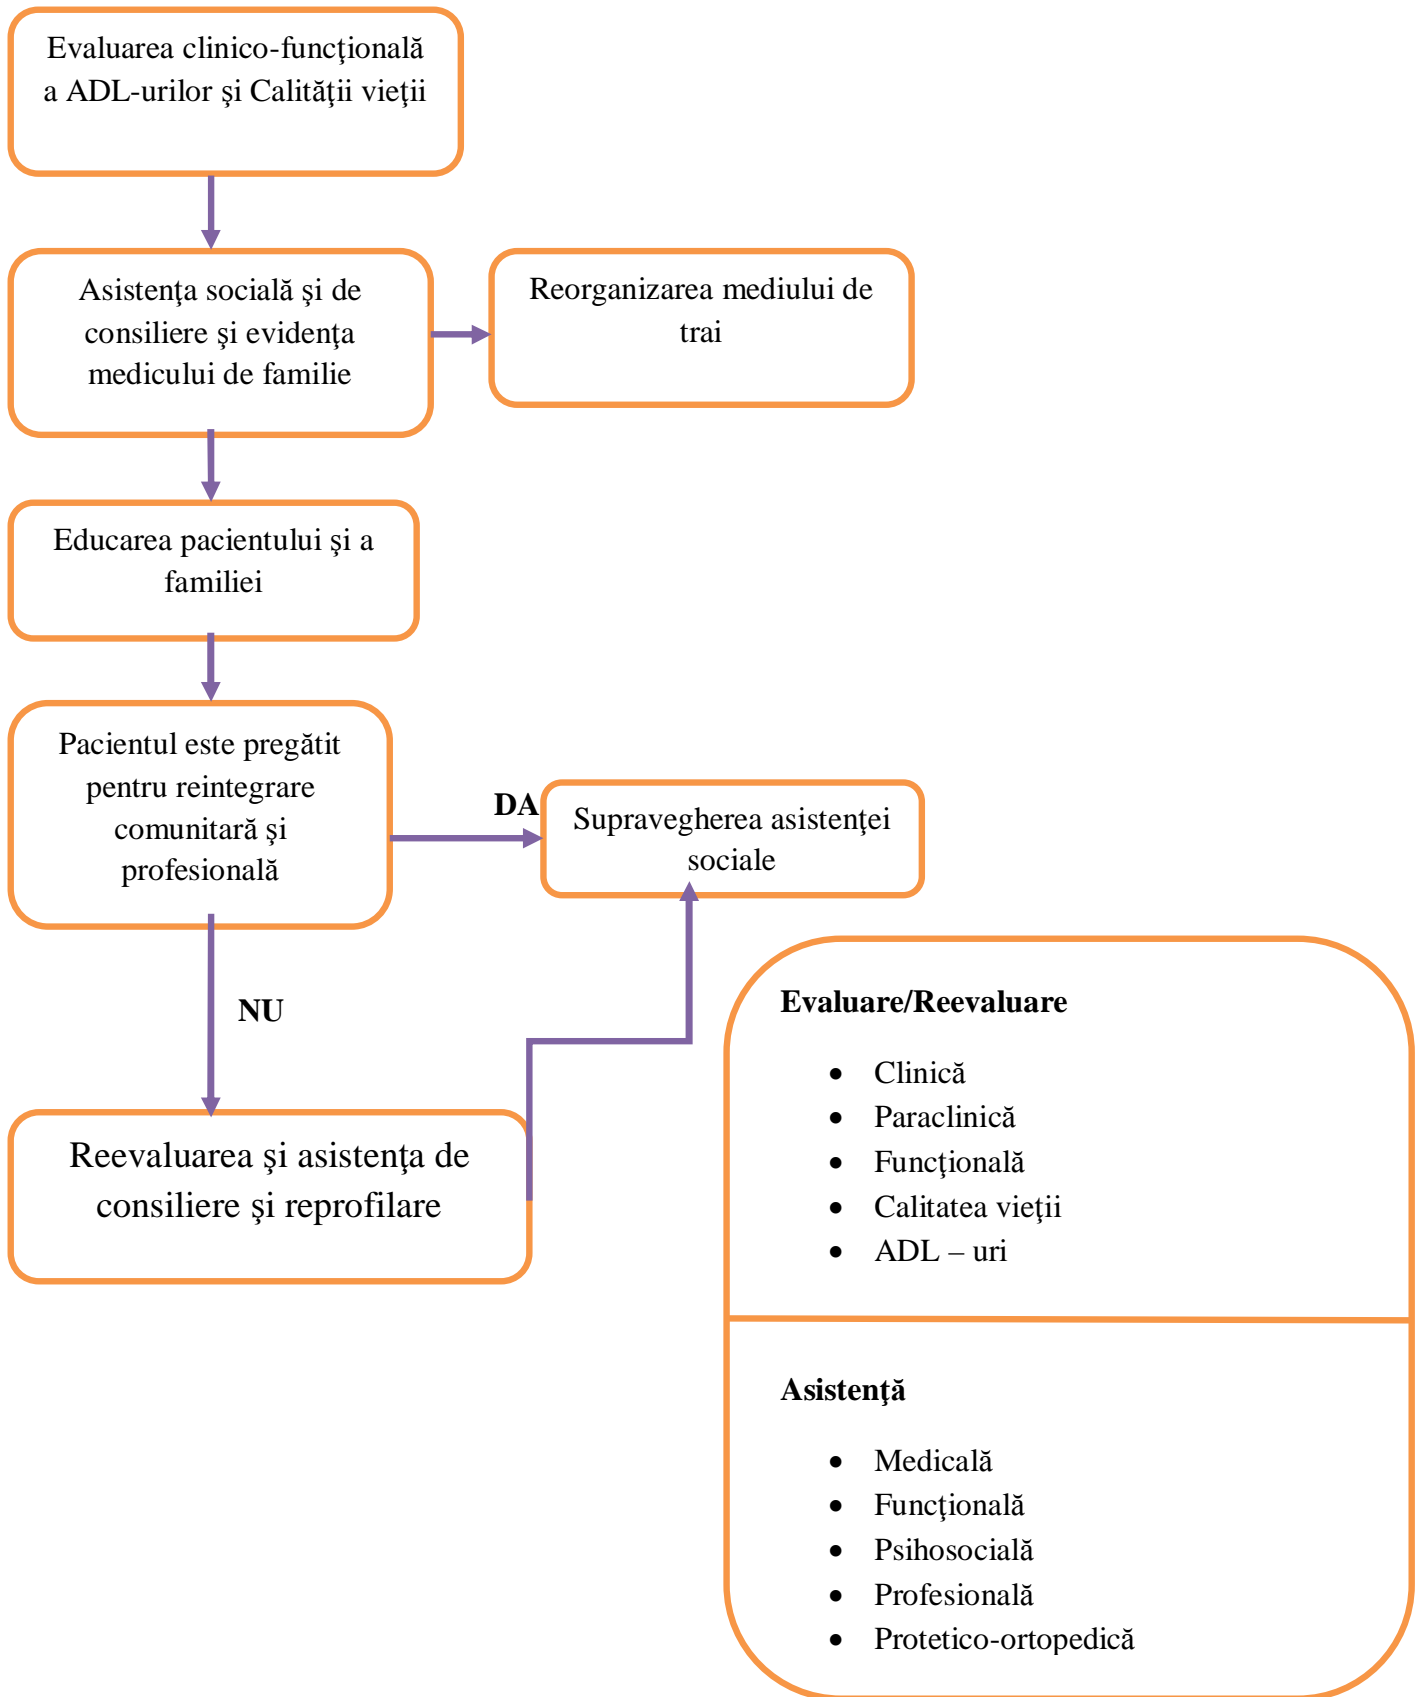 Evaluarea clinico-funcţională
a ADL-urilor şi Calităţii vieţii
Asistenţa socială şi de
consiliere şi evidenţa
medicului de familie
Reorganizarea mediului de
trai
Educarea pacientului şi a
familiei
Pacientul este pregătit
pentru reintegrare
comunitară şi
profesională
DA
Supravegherea asistenţei
sociale
NU
Reevaluarea şi asistenţa de
consiliere şi reprofilare
Evaluare/Reevaluare
• Clinică
• Paraclinică
• Funcţională
• Calitatea vieţii
• ADL – uri
Asistenţă
• Medicală
• Funcţională
• Psihosocială
• Profesională
• Protetico-ortopedică